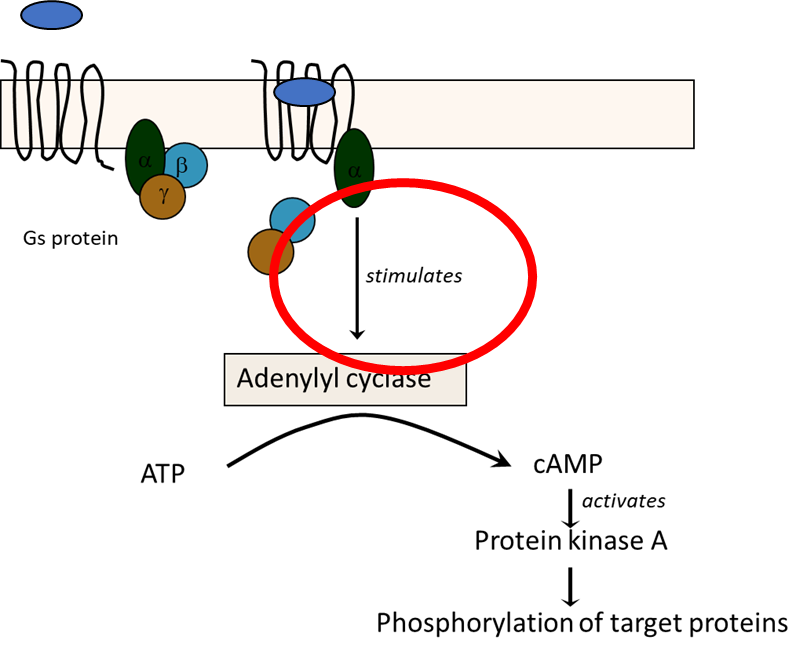 α
β
γ
α
Gs protein
stimulates
Adenylyl cyclase
ATP
cAMP
activates
Protein kinase A
Phosphorylation of target proteins